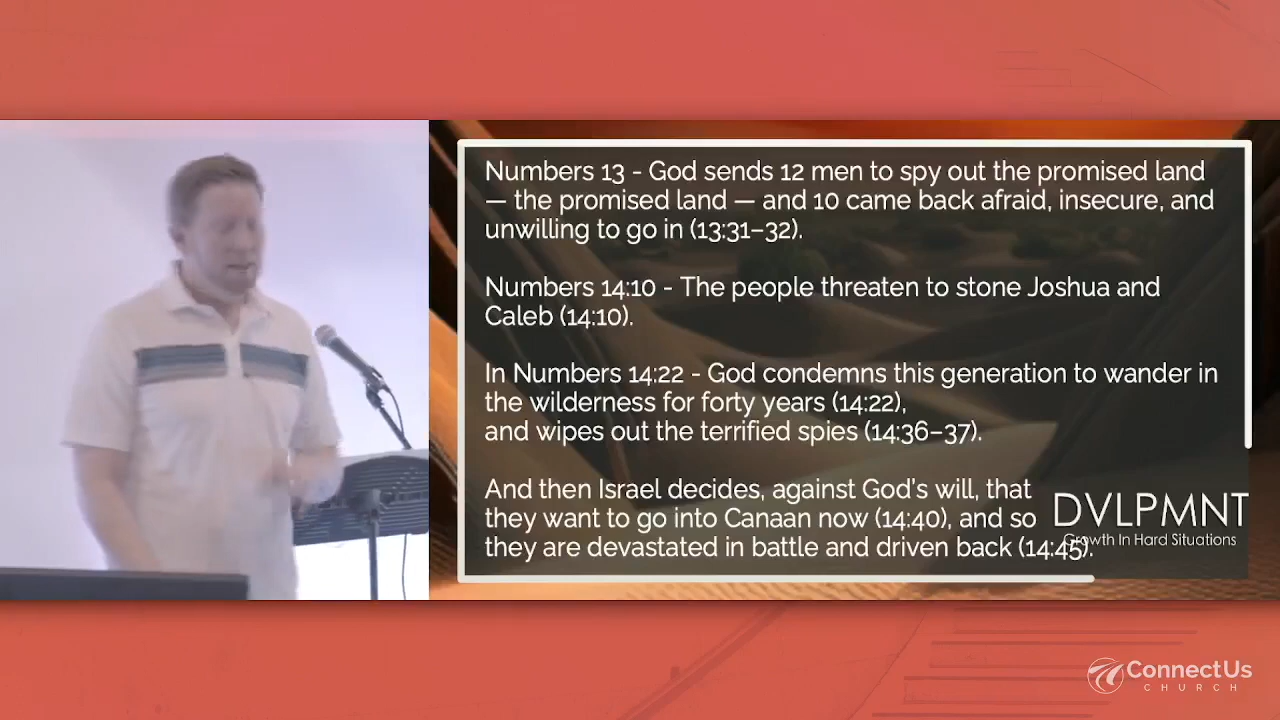 Numbers 13 - God sends 12 men to spy out the promised land
— the promised land — and 10 came back afraid, insecure, and
unwilling to go in (13:31–32).
Numbers 14:10 - The people threaten to stone Joshua and
Caleb (14:10).
In Numbers 14:22 - God condemns this generation to wander in
the wilderness for forty years (14:22),
and wipes out the terrified spies (14:36–37).
And then Israel decides, against God's will, that
they want to go into Canaan now (14:40), and so
they are devastated in battle and driven back (14:45).
DVLPMNT
Growth In Hard Situations
ConnectUs
CHURCH